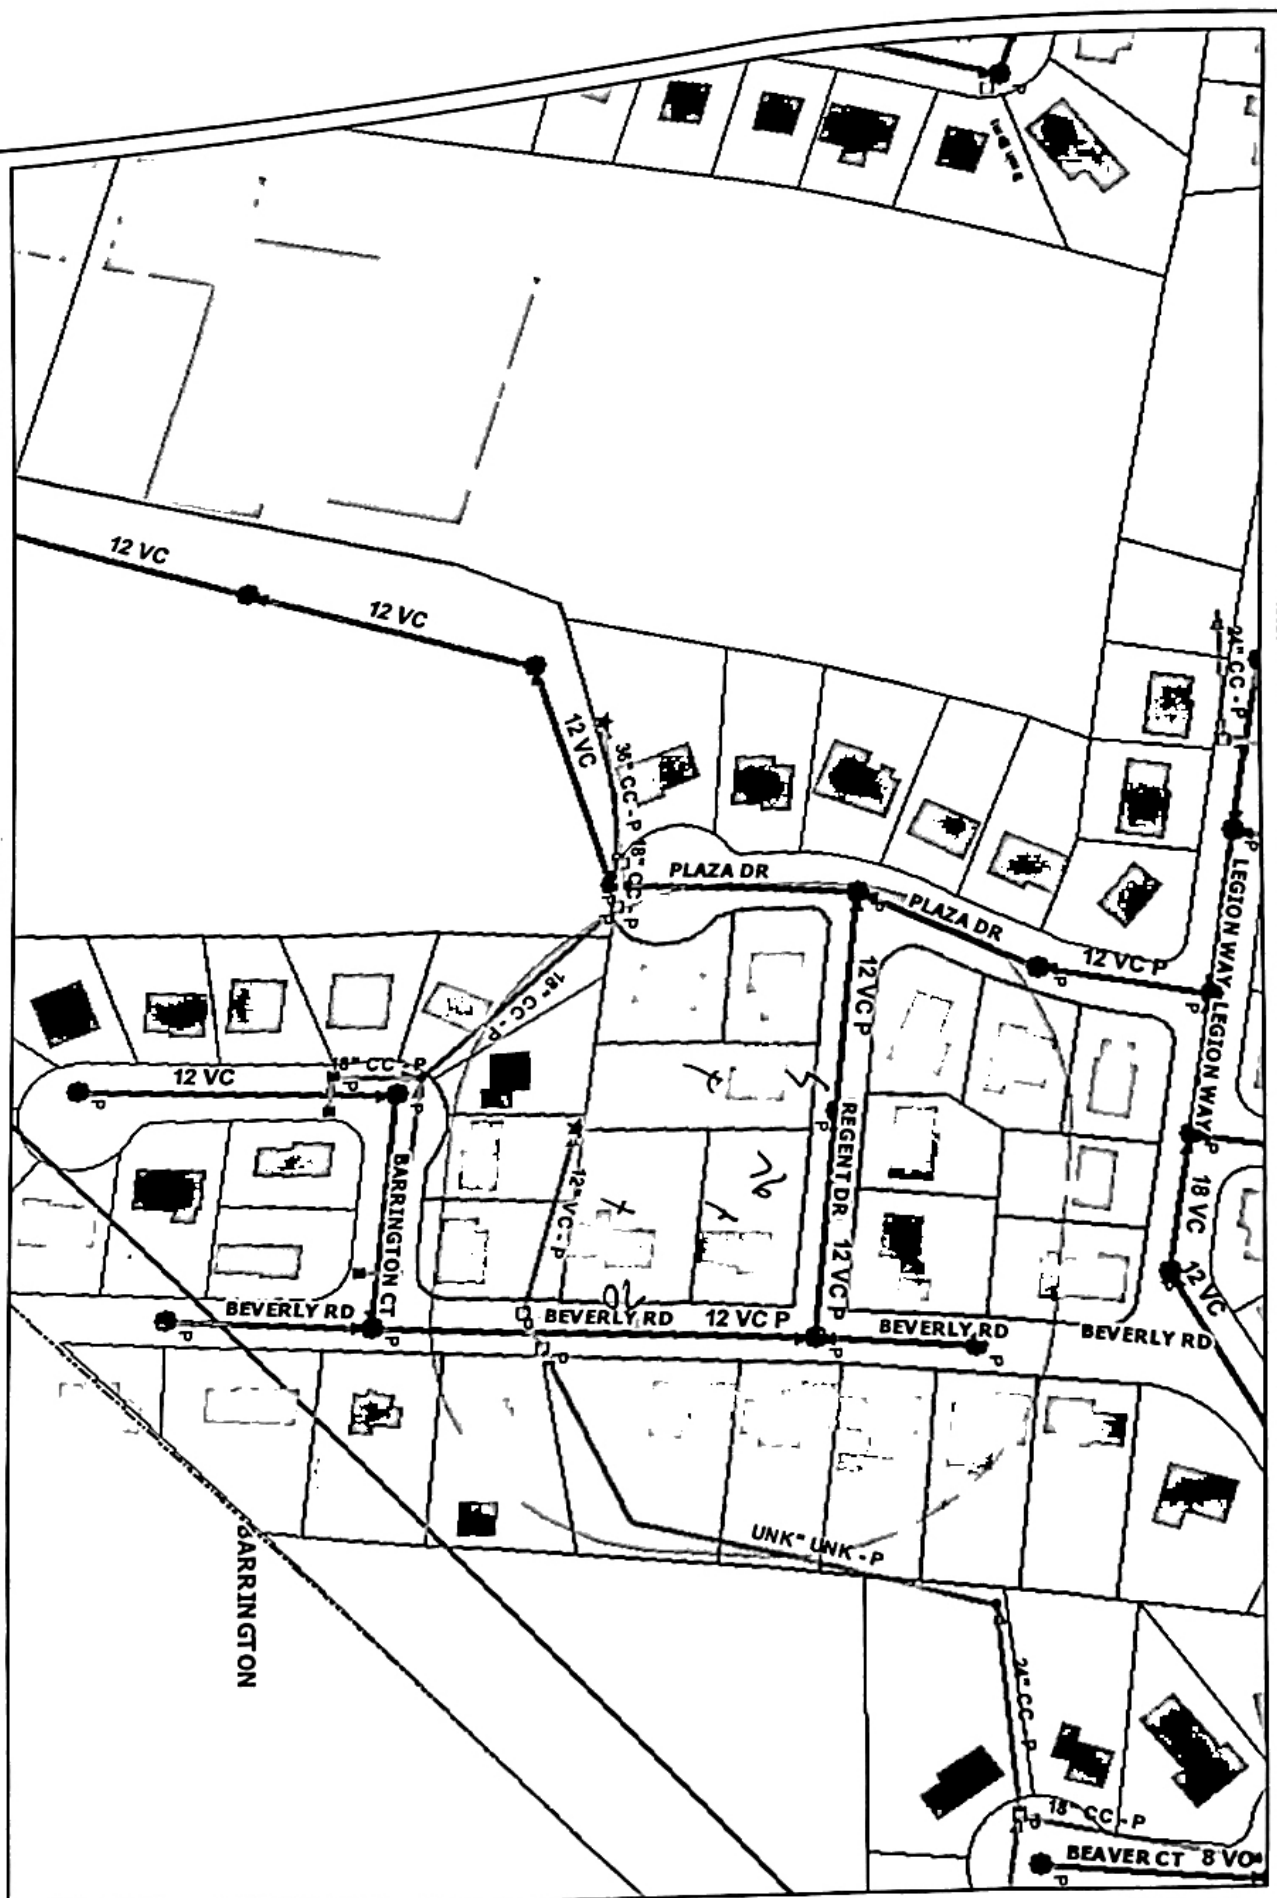 12 VC
12 VC
12 VC
36" CC - P
18" CC - P
24" CC - P
PLAZA DR
PLAZA DR
12 VC P
LEGION WAY
LEGION WAY
P
18 VC
12 VC
12 VC P
REGENT DR
12 VC P
18" CC - P
18" CC - P
12 VC
BARRINGTON CT
12" VC - P
BEVERLY RD
BEVERLY RD
12 VC P
BEVERLY RD
BEVERLY RD
UNK" UNK - P
BARRINGTON
24" CC - P
18" CC - P
BEAVER CT
8 VC
P